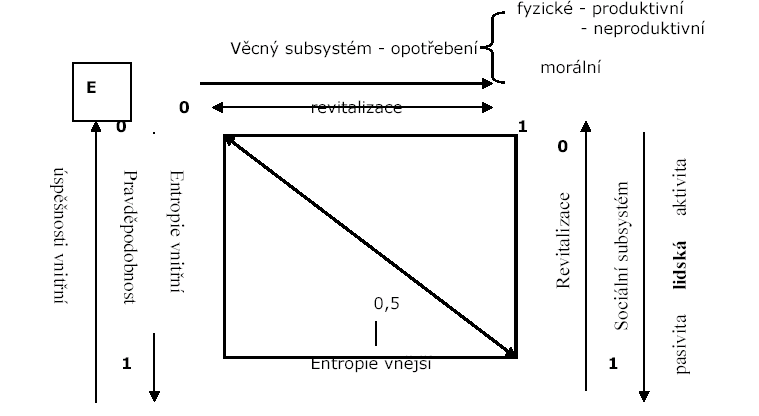 fyzické - produktivní
- neproduktivní
Věcný subsystém - opotřebení
morální
E
0
revitalizace
0
1
0
úspěšnosti vnitřní
Pravděpodobnost
Entropie vnitřní
Revitalizace
Sociální subsystém
pasivita lidská aktivita
0,5
1
Entropie vnější
1